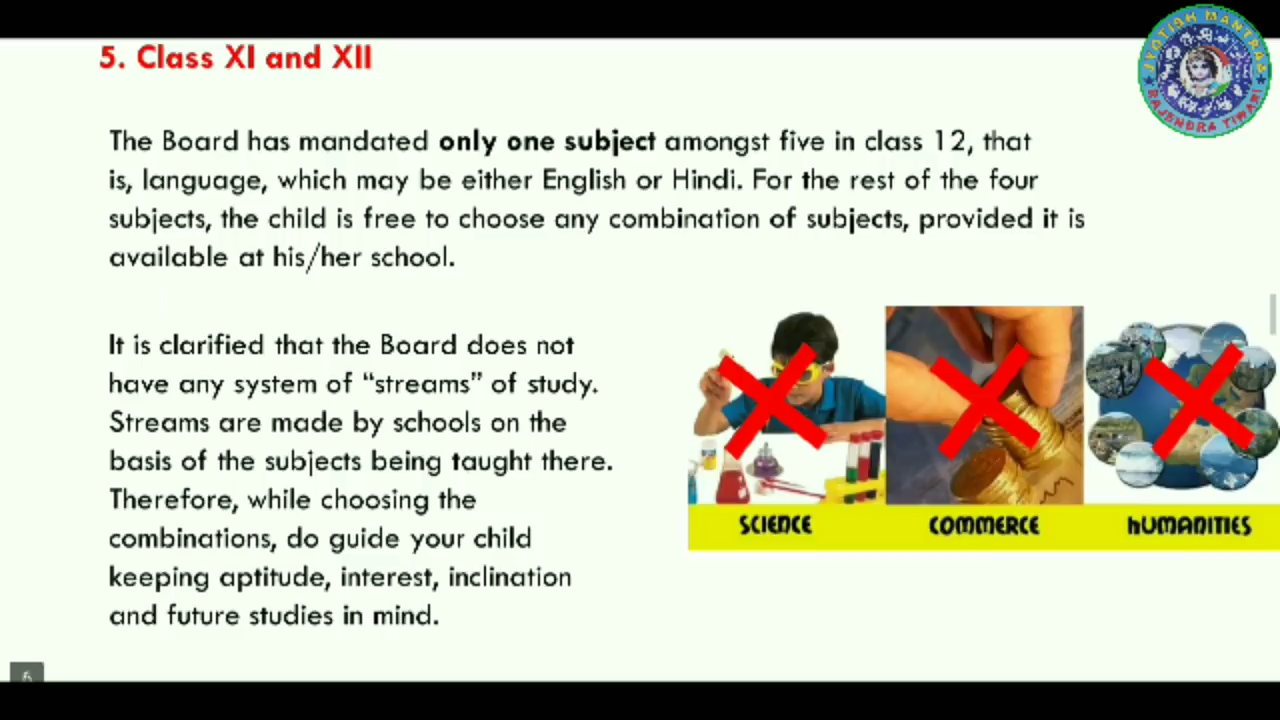 JYOTISH MANTRAS
RAJENDRA TIWARI
5. Class XI and XII
The Board has mandated only one subject amongst five in class 12, that
is, language, which may be either English or Hindi. For the rest of the four
subjects, the child is free to choose any combination of subjects, provided it is
available at his/her school.
It is clarified that the Board does not
have any system of “streams” of study.
Streams are made by schools on the
basis of the subjects being taught there.
Therefore, while choosing the
combinations, do guide your child
keeping aptitude, interest, inclination
and future studies in mind.
SCIENCE
COMMERCE
hUMANITIES